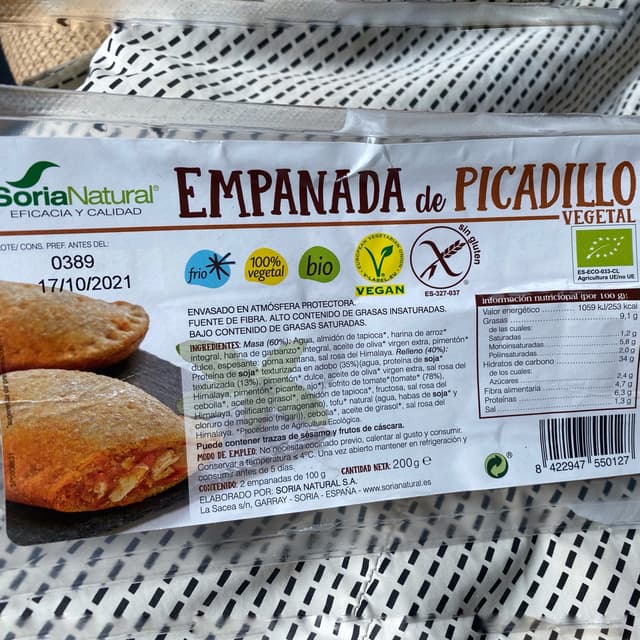 SoriaNatural®
EFICACIA Y CALIDAD
EMPANADA de PICADILLO
VEGETAL
LOTE/ CONS. PREF. ANTES DEL:
0389
17/10/2021
frio
100% vegetal
bio
EUROPEAN VEGETARIAN UNION
V-LABEL.EU
VEGAN
sin gluten
ES-327-037
ES-ECO-033-CL
Agricultura UE/no UE
ENVASADO EN ATMÓSFERA PROTECTORA.
FUENTE DE FIBRA. ALTO CONTENIDO DE GRASAS INSATURADAS.
BAJO CONTENIDO DE GRASAS SATURADAS.
INGREDIENTES: Masa (60%): Agua, almidón de tapioca*, harina de arroz*
integral, harina de garbanzo* integral, aceite de oliva* virgen extra, pimentón*
dulce, espesante: goma xantana, sal rosa del Himalaya. Relleno (40%):
Proteína de soja* texturizada en adobo (35%)(agua, proteína de soja*
texturizada (13%), pimentón* dulce, aceite de oliva* virgen extra, sal rosa del
Himalaya, pimentón* picante, ajo*), sofrito de tomate*(tomate* (78%),
cebolla*, aceite de girasol*, almidón de tapioca*, fructosa, sal rosa del
Himalaya, gelificante: carragenano), tofu* natural (agua, habas de soja* y
cloruro de magnesio (nigari)), cebolla*, aceite de girasol*, sal rosa del
Himalaya. *Procedente de Agricultura Ecológica.
Puede contener trazas de sésamo y frutos de cáscara.
MODO DE EMPLEO: No necesita cocinado previo, calentar al gusto y consumir.
Conservar a temperatura ≤ 4ºC. Una vez abierto mantener en refrigeración y
consumir antes de 5 días.
CONTENIDO: 2 empanadas de 100 g CANTIDAD NETA: 200g ℮
ELABORADO POR: SORIA NATURAL S.A.
La Sacea s/n, GARRAY - SORIA - ESPAÑA - www.sorianatural.es
información nutricional (por 100 g):
Valor energético 1059 kJ/253 kcal
Grasas 9,1 g
de las cuales:
Saturadas 1,2 g
Monoinsaturadas 5,8 g
Poliinsaturadas 2,0 g
Hidratos de carbono 34 g
de los cuales:
Azúcares 2,4 g
Fibra alimentaria 4,7 g
Proteínas 6,3 g
Sal 1,3 g
8 422947 550127